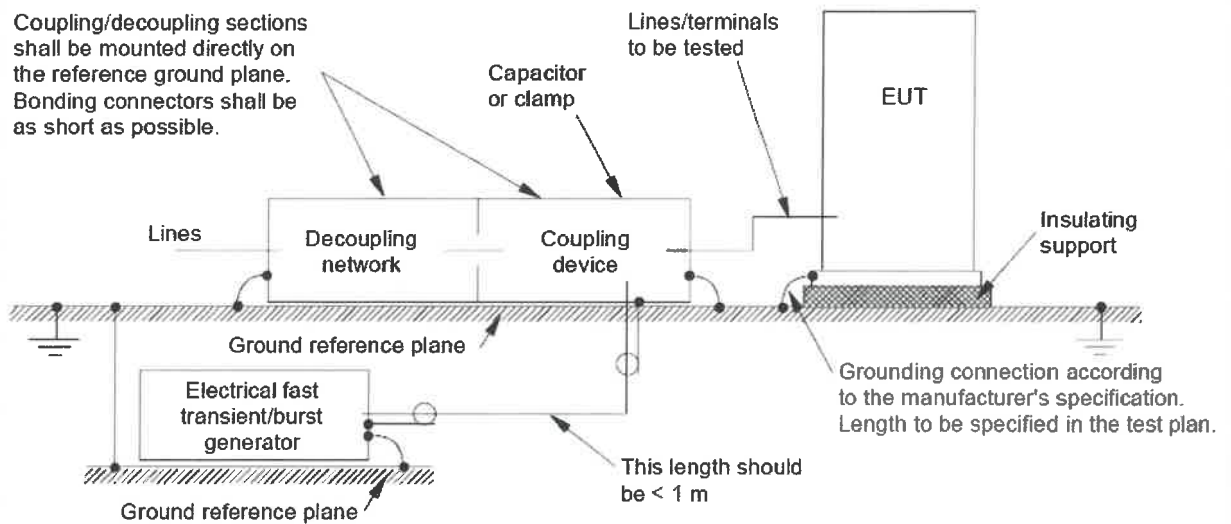 Coupling/decoupling sections
shall be mounted directly on
the reference ground plane.
Bonding connectors shall be
as short as possible.
Capacitor
or clamp
Lines/terminals
to be tested
EUT
Lines
Decoupling
network
Coupling
device
Insulating
support
Ground reference plane
Electrical fast
transient/burst
generator
Grounding connection according
to the manufacturer's specification.
Length to be specified in the test plan.
This length should
be < 1 m
Ground reference plane